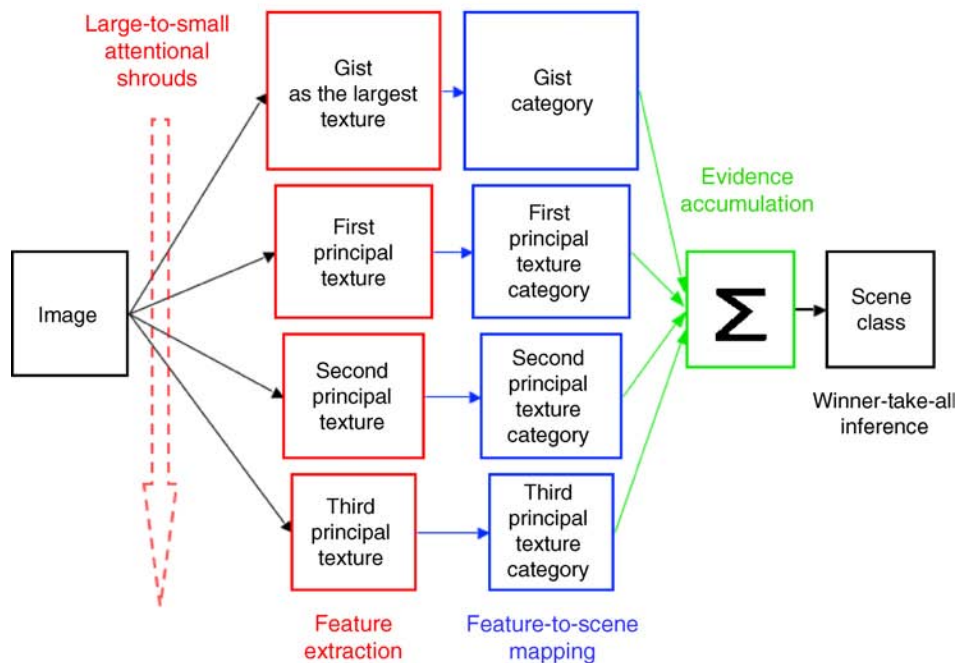 Large-to-small
attentional
shrouds
Gist
as the largest
texture
Gist
category
Evidence
accumulation
First
principal
texture
First
principal
texture
category
Image
Σ
Scene
class
Second
principal
texture
Second
principal
texture
category
Winner-take-all
inference
Third
principal
texture
Third
principal
texture
category
Feature
extraction
Feature-to-scene
mapping